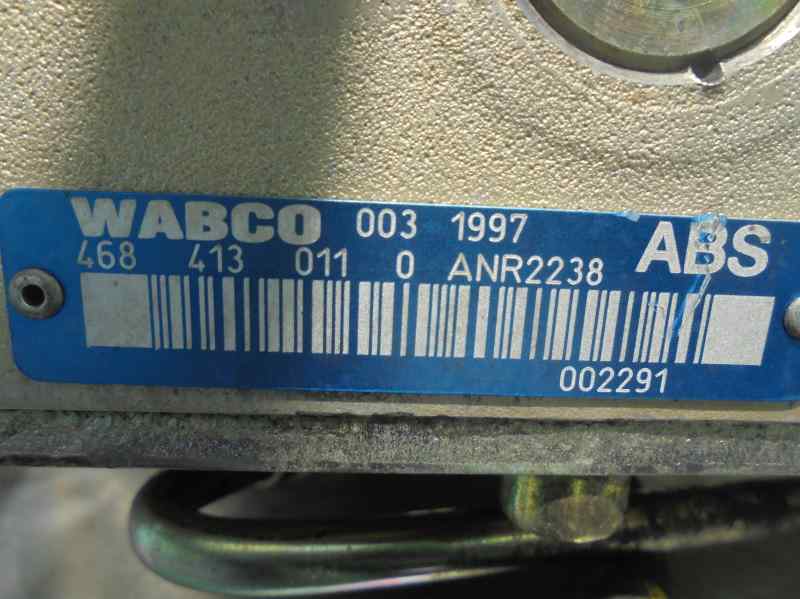 WABCO 003 1997 ABS
468 413 011 0 ANR2238
002291